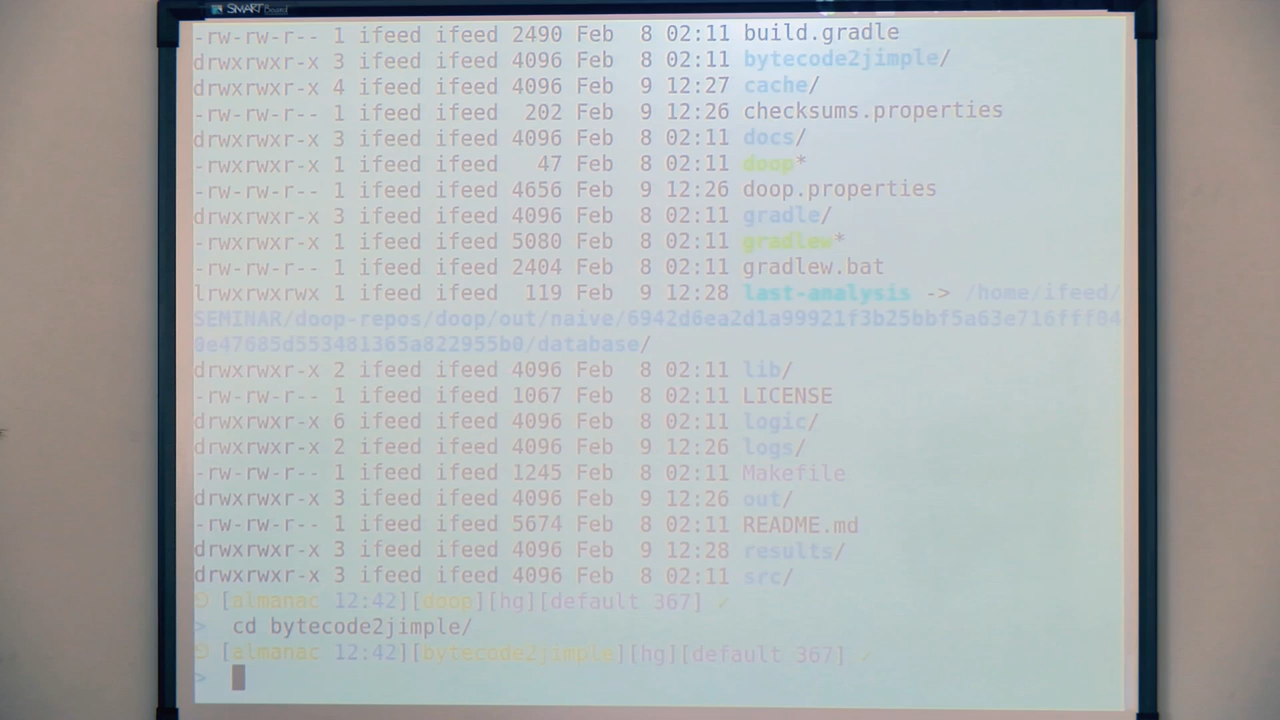 SMART Board
-rw-rw-r-- 1 ifeed ifeed 2490 Feb  8 02:11 build.gradle
drwxrwxr-x 3 ifeed ifeed 4096 Feb  8 02:11 bytecode2jimple/
drwxrwxr-x 4 ifeed ifeed 4096 Feb  9 12:27 cache/
-rw-rw-r-- 1 ifeed ifeed  202 Feb  9 12:26 checksums.properties
drwxrwxr-x 3 ifeed ifeed 4096 Feb  8 02:11 docs/
-rwxrwxr-x 1 ifeed ifeed   47 Feb  8 02:11 doop*
-rw-rw-r-- 1 ifeed ifeed 4656 Feb  9 12:26 doop.properties
drwxrwxr-x 3 ifeed ifeed 4096 Feb  8 02:11 gradle/
-rwxrwxr-x 1 ifeed ifeed 5080 Feb  8 02:11 gradlew*
-rw-rw-r-- 1 ifeed ifeed 2404 Feb  8 02:11 gradlew.bat
lrwxrwxrwx 1 ifeed ifeed  119 Feb  9 12:28 last-analysis -> /home/ifeed/
SEMINAR/doop-repos/doop/out/naive/6942d6ea2d1a99921f3b25bbf5a63e716fff04
0e47685d553481365a822955b0/database/
drwxrwxr-x 2 ifeed ifeed 4096 Feb  8 02:11 lib/
-rw-rw-r-- 1 ifeed ifeed 1067 Feb  8 02:11 LICENSE
drwxrwxr-x 6 ifeed ifeed 4096 Feb  8 02:11 logic/
drwxrwxr-x 2 ifeed ifeed 4096 Feb  9 12:26 logs/
-rw-rw-r-- 1 ifeed ifeed 1245 Feb  8 02:11 Makefile
drwxrwxr-x 3 ifeed ifeed 4096 Feb  9 12:26 out/
-rw-rw-r-- 1 ifeed ifeed 5674 Feb  8 02:11 README.md
drwxrwxr-x 3 ifeed ifeed 4096 Feb  9 12:28 results/
drwxrwxr-x 3 ifeed ifeed 4096 Feb  8 02:11 src/
[almanac 12:42][doop][hg][default 367] ✓
>  cd bytecode2jimple/
[almanac 12:42][bytecode2jimple][hg][default 367] ✓
>